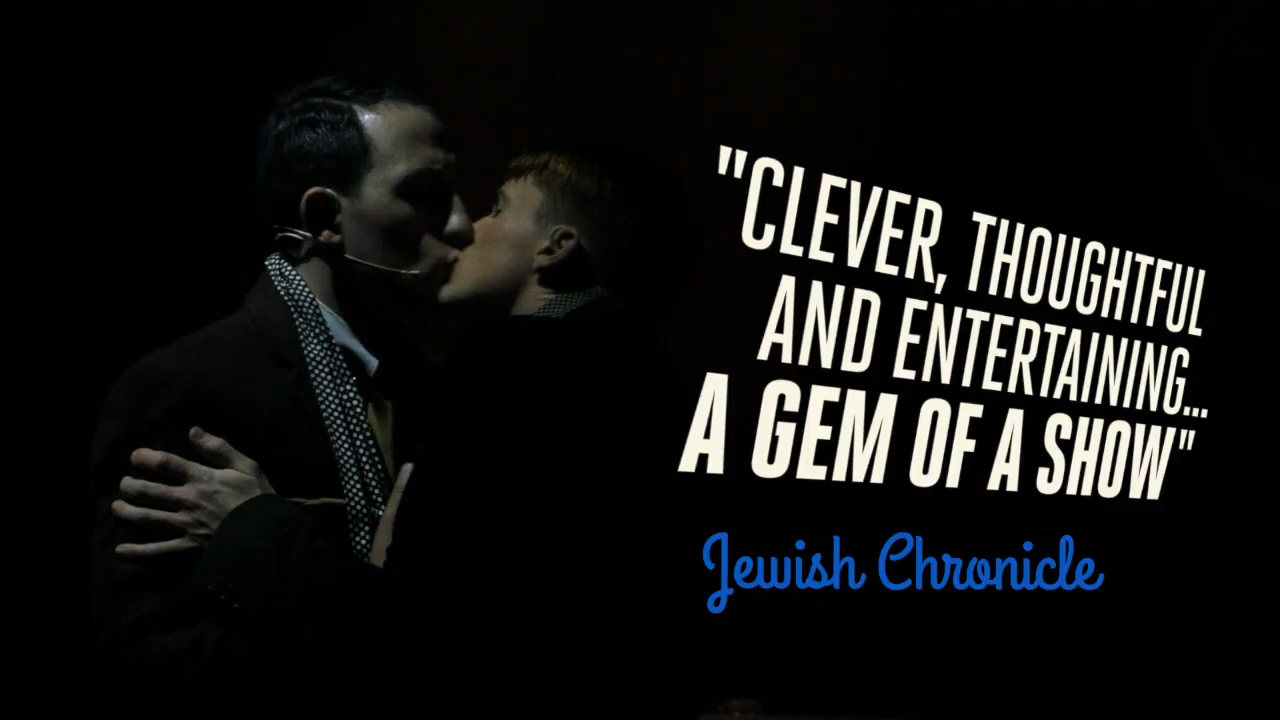 "CLEVER, THOUGHTFUL
AND ENTERTAINING...
A GEM OF A SHOW"
Jewish Chronicle